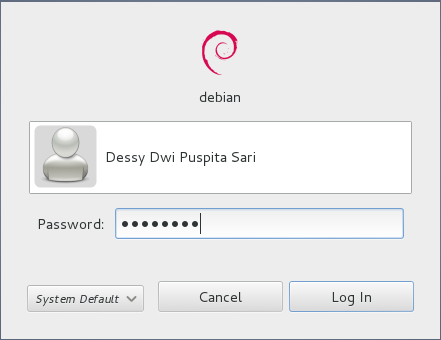 debian
Dessy Dwi Puspita Sari
Password: ••••••••
System Default
Cancel
Log In